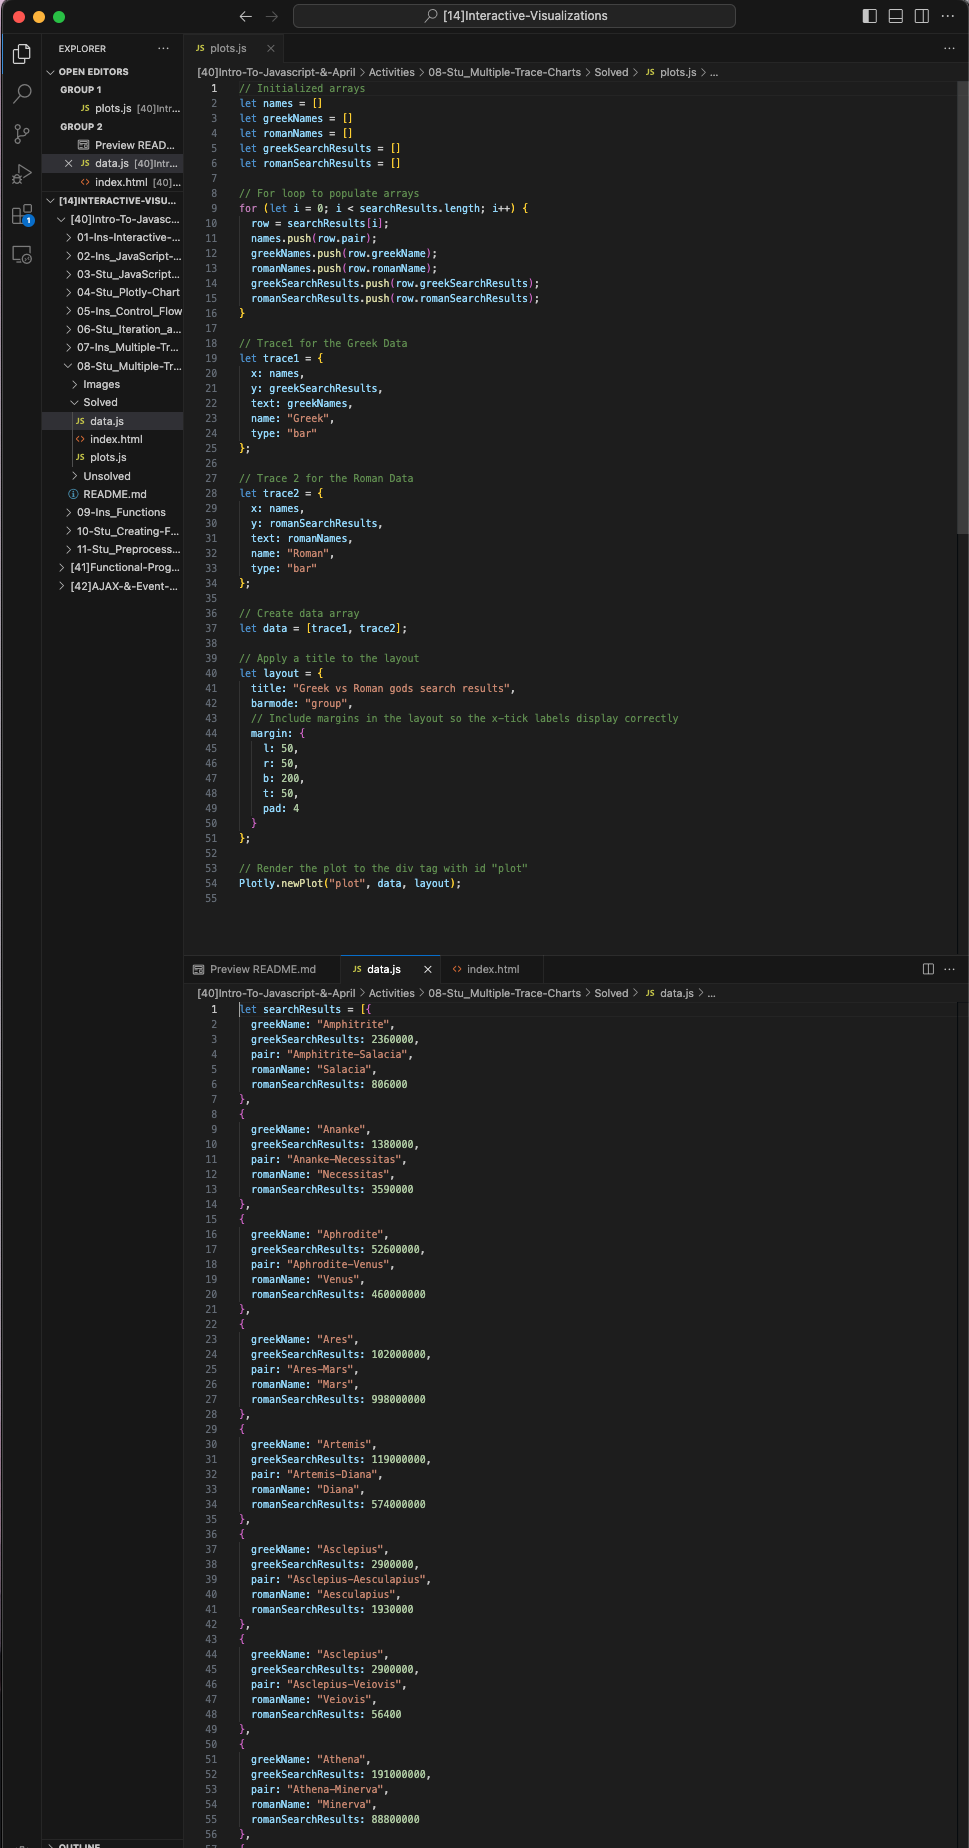 [14]Interactive-Visualizations
EXPLORER
OPEN EDITORS
GROUP 1
JS plots.js [40]Intr...
GROUP 2
Preview READ...
JS data.js [40]Intr...
<> index.html [40]...
[14]INTERACTIVE-VISU...
[40]Intro-To-Javasc...
01-Ins-Interactive-...
02-Ins_JavaScript-...
03-Stu_JavaScript...
04-Stu_Plotly-Chart
05-Ins_Control_Flow
06-Stu_Iteration_a...
07-Ins_Multiple-Tr...
08-Stu_Multiple-Tr...
Images
Solved
JS data.js
<> index.html
JS plots.js
Unsolved
README.md
09-Ins_Functions
10-Stu_Creating-F...
11-Stu_Preprocess...
[41]Functional-Prog...
[42]AJAX-&-Event-...
OUTLINE
1
JS plots.js
[40]Intro-To-Javascript-&-April > Activities > 08-Stu_Multiple-Trace-Charts > Solved > JS plots.js > ...
1 // Initialized arrays
2 let names = []
3 let greekNames = []
4 let romanNames = []
5 let greekSearchResults = []
6 let romanSearchResults = []
7
8 // For loop to populate arrays
9 for (let i = 0; i < searchResults.length; i++) {
10 row = searchResults[i];
11 names.push(row.pair);
12 greekNames.push(row.greekName);
13 romanNames.push(row.romanName);
14 greekSearchResults.push(row.greekSearchResults);
15 romanSearchResults.push(row.romanSearchResults);
16 }
17
18 // Trace1 for the Greek Data
19 let trace1 = {
20 x: names,
21 y: greekSearchResults,
22 text: greekNames,
23 name: "Greek",
24 type: "bar"
25 };
26
27 // Trace 2 for the Roman Data
28 let trace2 = {
29 x: names,
30 y: romanSearchResults,
31 text: romanNames,
32 name: "Roman",
33 type: "bar"
34 };
35
36 // Create data array
37 let data = [trace1, trace2];
38
39 // Apply a title to the layout
40 let layout = {
41 title: "Greek vs Roman gods search results",
42 barmode: "group",
43 // Include margins in the layout so the x-tick labels display correctly
44 margin: {
45 l: 50,
46 r: 50,
47 b: 200,
48 t: 50,
49 pad: 4
50 }
51 };
52
53 // Render the plot to the div tag with id "plot"
54 Plotly.newPlot("plot", data, layout);
55
Preview README.md JS data.js <> index.html
[40]Intro-To-Javascript-&-April > Activities > 08-Stu_Multiple-Trace-Charts > Solved > JS data.js > ...
1 let searchResults = [{
2 greekName: "Amphitrite",
3 greekSearchResults: 2360000,
4 pair: "Amphitrite-Salacia",
5 romanName: "Salacia",
6 romanSearchResults: 806000
7 },
8 {
9 greekName: "Ananke",
10 greekSearchResults: 1380000,
11 pair: "Ananke-Necessitas",
12 romanName: "Necessitas",
13 romanSearchResults: 3590000
14 },
15 {
16 greekName: "Aphrodite",
17 greekSearchResults: 52600000,
18 pair: "Aphrodite-Venus",
19 romanName: "Venus",
20 romanSearchResults: 460000000
21 },
22 {
23 greekName: "Ares",
24 greekSearchResults: 102000000,
25 pair: "Ares-Mars",
26 romanName: "Mars",
27 romanSearchResults: 998000000
28 },
29 {
30 greekName: "Artemis",
31 greekSearchResults: 119000000,
32 pair: "Artemis-Diana",
33 romanName: "Diana",
34 romanSearchResults: 574000000
35 },
36 {
37 greekName: "Asclepius",
38 greekSearchResults: 2900000,
39 pair: "Asclepius-Aesculapius",
40 romanName: "Aesculapius",
41 romanSearchResults: 1930000
42 },
43 {
44 greekName: "Asclepius",
45 greekSearchResults: 2900000,
46 pair: "Asclepius-Veiovis",
47 romanName: "Veiovis",
48 romanSearchResults: 56400
49 },
50 {
51 greekName: "Athena",
52 greekSearchResults: 191000000,
53 pair: "Athena-Minerva",
54 romanName: "Minerva",
55 romanSearchResults: 88800000
56 },
57 {